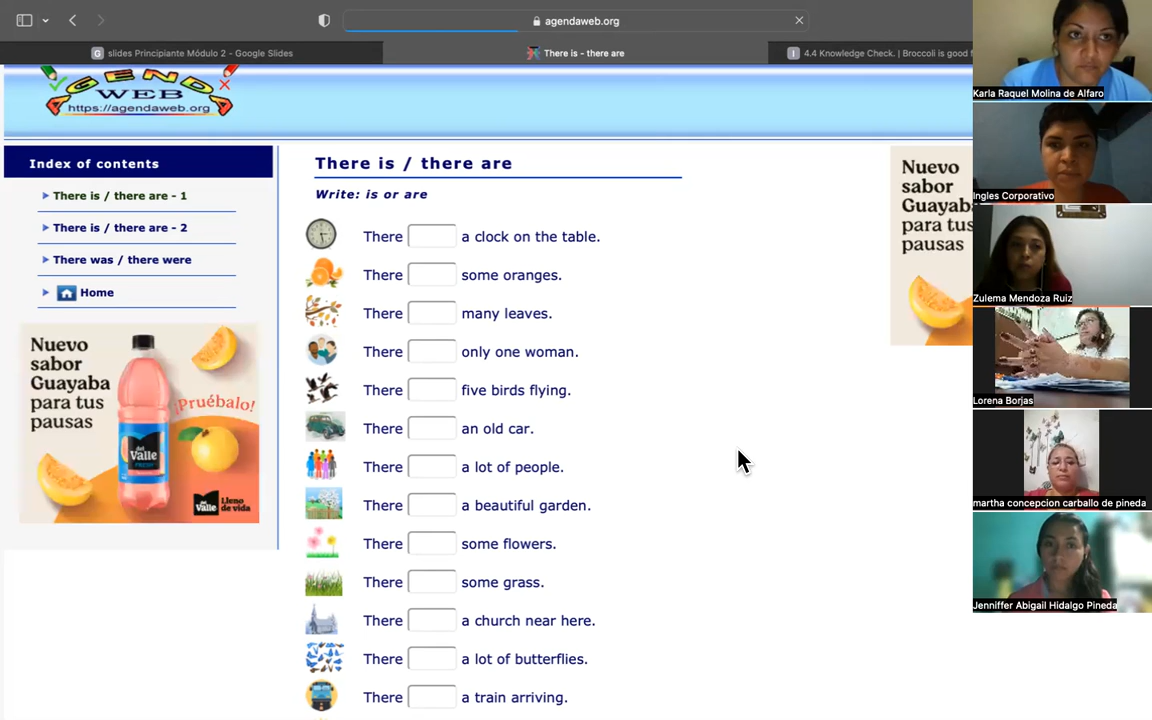 agendaweb.org
G slides Principiante Módulo 2 - Google Slides
There is - there are
I 4.4 Knowledge Check. | Broccoli is good f
AGENDA
WEB
https://agendaweb.org
Index of contents
There is / there are - 1
There is / there are - 2
There was / there were
Home
Nuevo
sabor
Guayaba
para tus
pausas
¡Pruébalo!
del
Valle
FRESH
del
Valle
Lleno
de vida
There is / there are
Write: is or are
There a clock on the table.
There some oranges.
There many leaves.
There only one woman.
There five birds flying.
There an old car.
There a lot of people.
There a beautiful garden.
There some flowers.
There some grass.
There a church near here.
There a lot of butterflies.
There a train arriving.
Nuevo
sabor
Guayaba
para tus
pausas
Karla Raquel Molina de Alfaro
Ingles Corporativo
Zulema Mendoza Ruiz
Lorena Borjas
martha concepcion carballo de pineda
Jenniffer Abigail Hidalgo Pineda